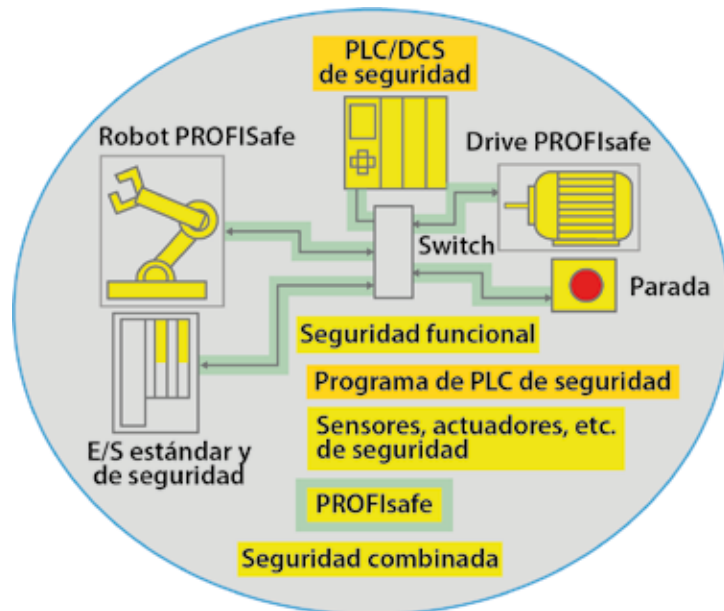 PLC/DCS
de seguridad
Robot PROFISafe
Drive PROFIsafe
Switch
Parada
Seguridad funcional
Programa de PLC de seguridad
E/S estándar y
de seguridad
Sensores, actuadores, etc.
de seguridad
PROFIsafe
Seguridad combinada